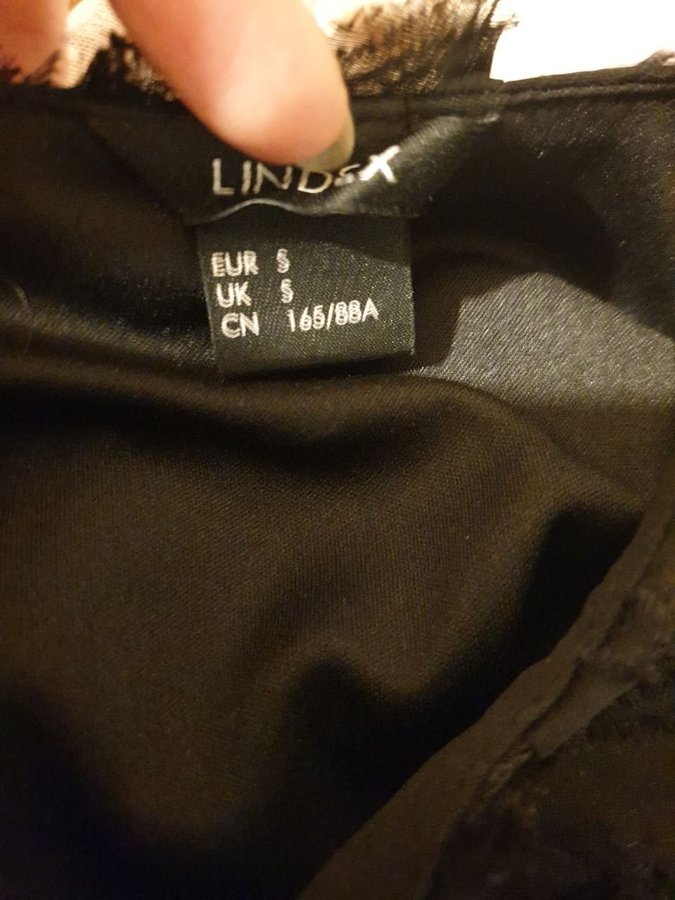 LINDEX
EUR S
UK S
CN 165/88A